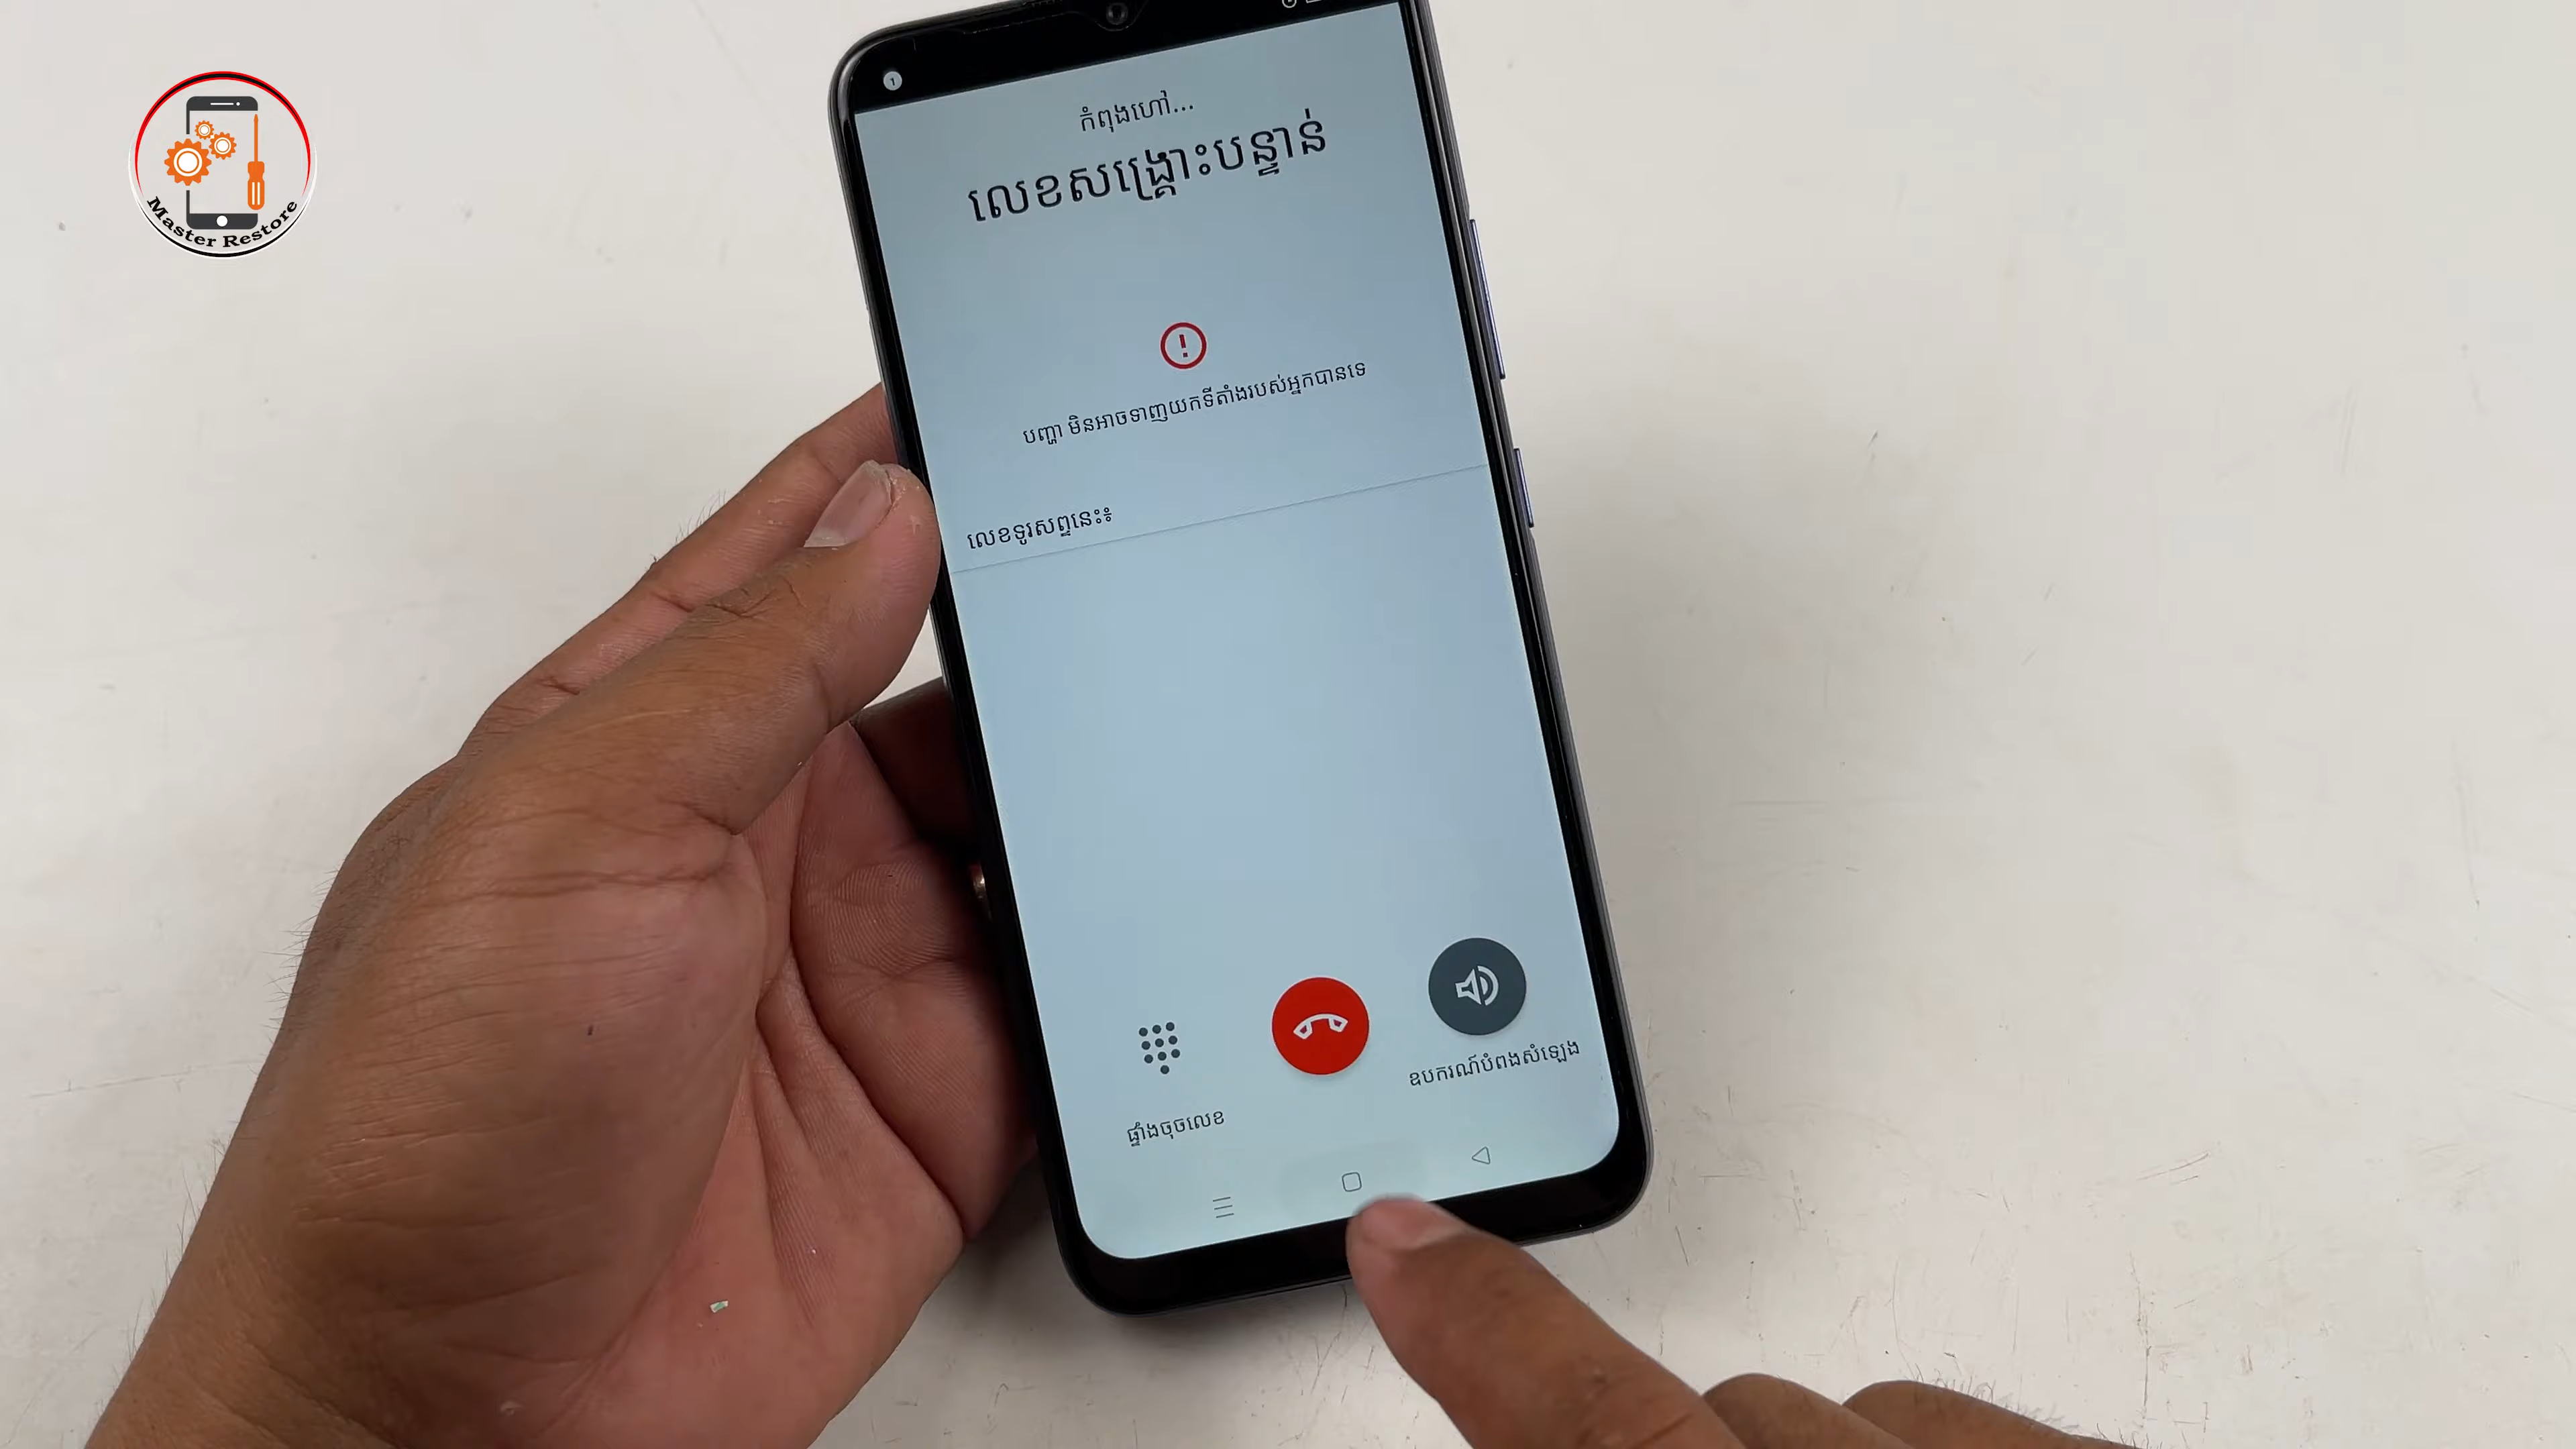 Master Restore
1
កំពុងហៅ...
លេខសង្គ្រោះបន្ទាន់
បញ្ហា មិនអាចទាញយកទីតាំងរបស់អ្នកបានទេ
លេខទូរសព្ទនេះ៖
ឧបករណ៍បំពងសំឡេង
ផ្ទាំងចុចលេខ